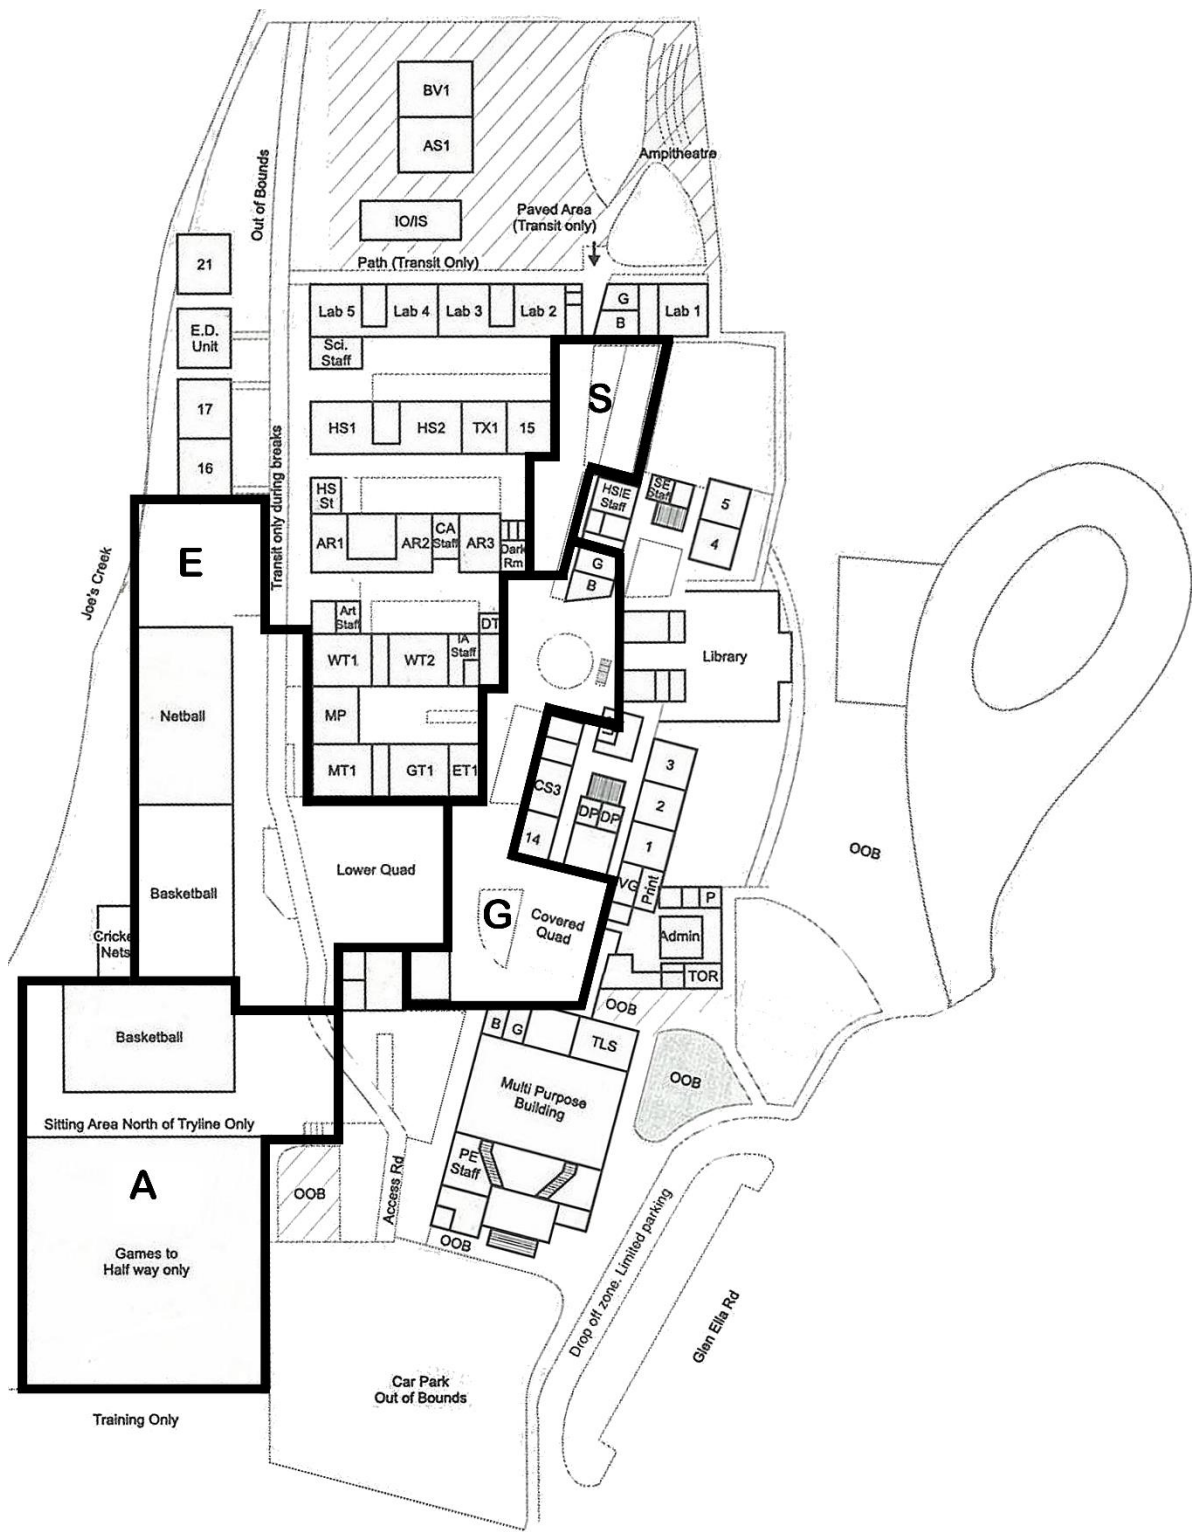 BV1
AS1
Out of Bounds
Ampitheatre
IO/IS
Paved Area
(Transit only)
21
Path (Transit Only)
Lab 5
Lab 4
Lab 3
Lab 2
G
B
Lab 1
E.D.
Unit
Sci.
Staff
S
17
HS1
HS2
TX1
15
Transit only during breaks
16
HS
St
HSIE
Staff
SE
Staff
5
4
AR1
AR2
CA
Staff
AR3
Dark
Rm
E
G
B
Joe's Creek
Art
Staff
DT
WT1
WT2
IA
Staff
Library
Netball
MP
MT1
GT1
ET1
CS3
3
2
DP
DP
1
14
OOB
Lower Quad
Basketball
VG
Print
P
G
Covered
Quad
Cricke
Nets
Admin
TOR
OOB
B
G
TLS
Basketball
OOB
Multi Purpose
Building
Sitting Area North of Tryline Only
PE
Staff
A
OOB
Access Rd
OOB
Games to
Half way only
Drop off zone. Limited parking
Glen Ella Rd
Car Park
Out of Bounds
Training Only